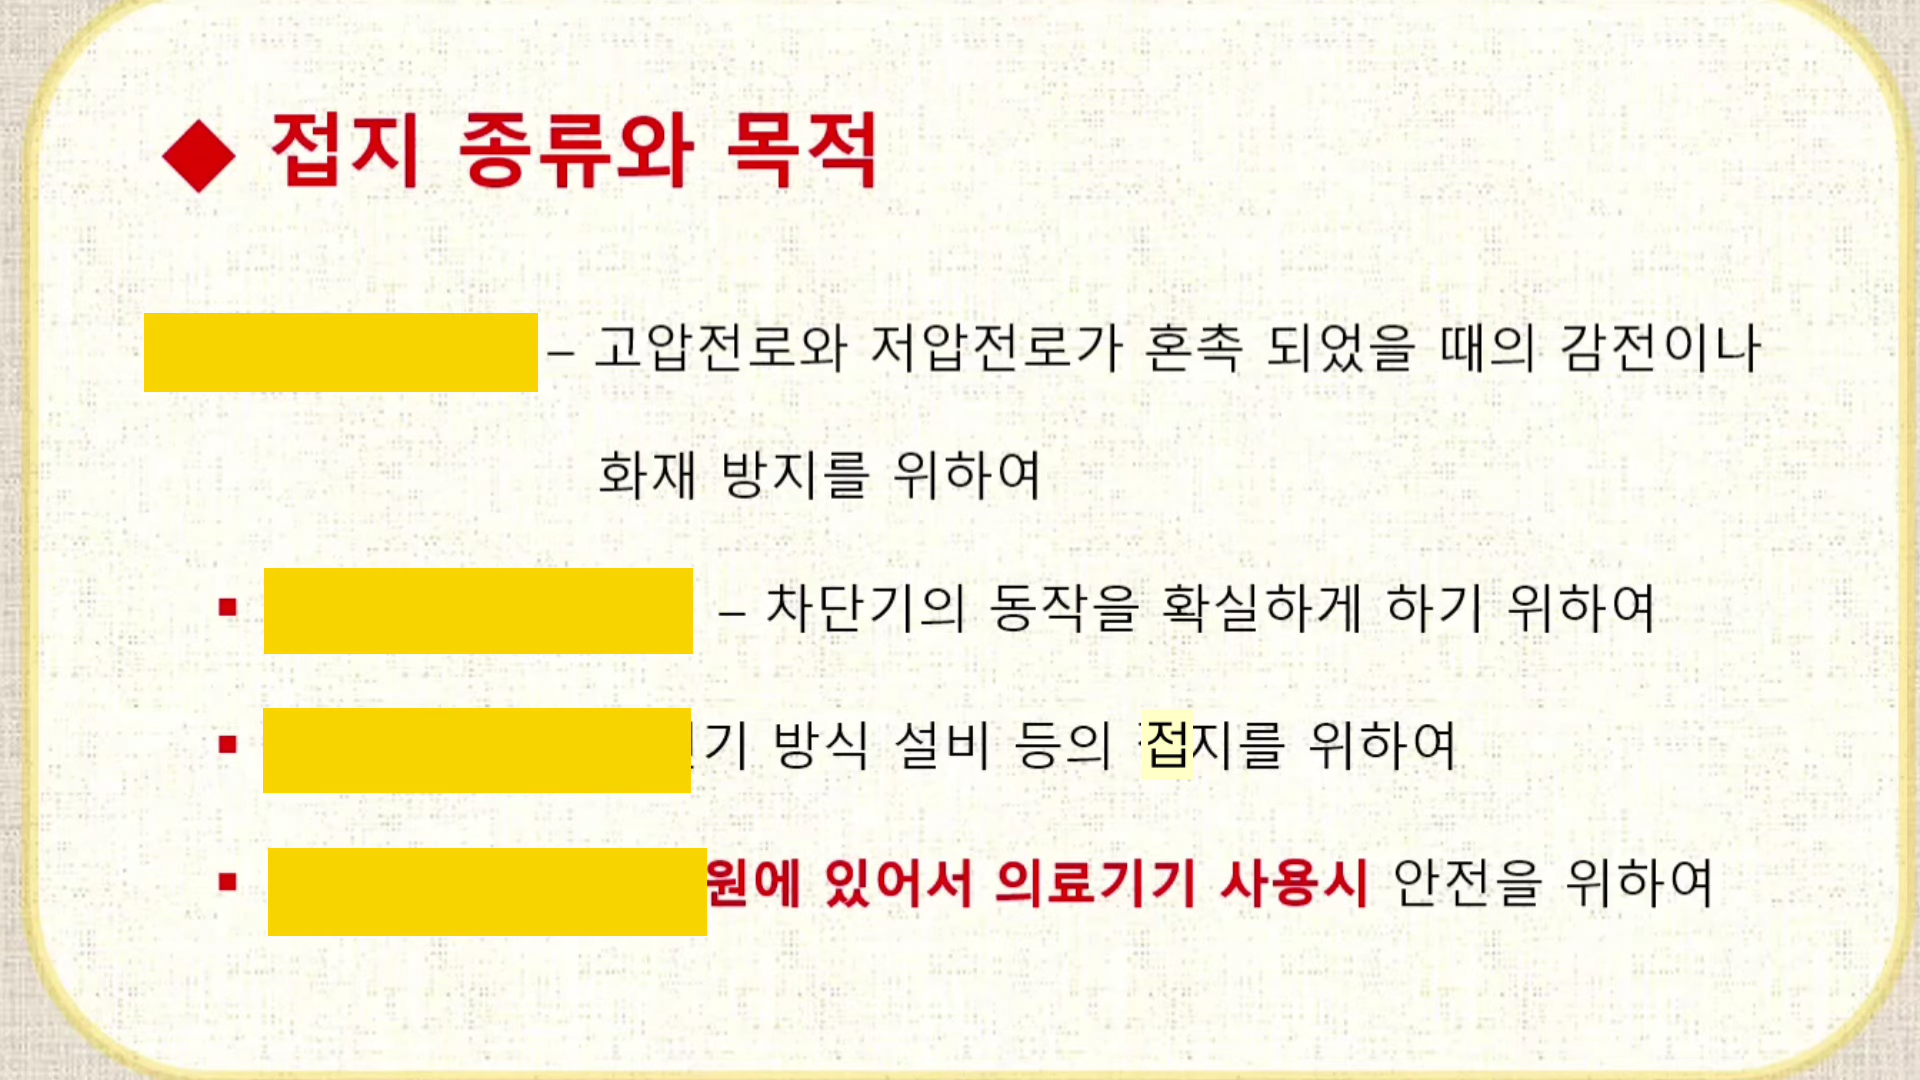 ◆ 접지 종류와 목적
– 고압전로와 저압전로가 혼촉 되었을 때의 감전이나
화재 방지를 위하여
▪ – 차단기의 동작을 확실하게 하기 위하여
▪ 기 방식 설비 등의 접지를 위하여
▪ 원에 있어서 의료기기 사용시 안전을 위하여